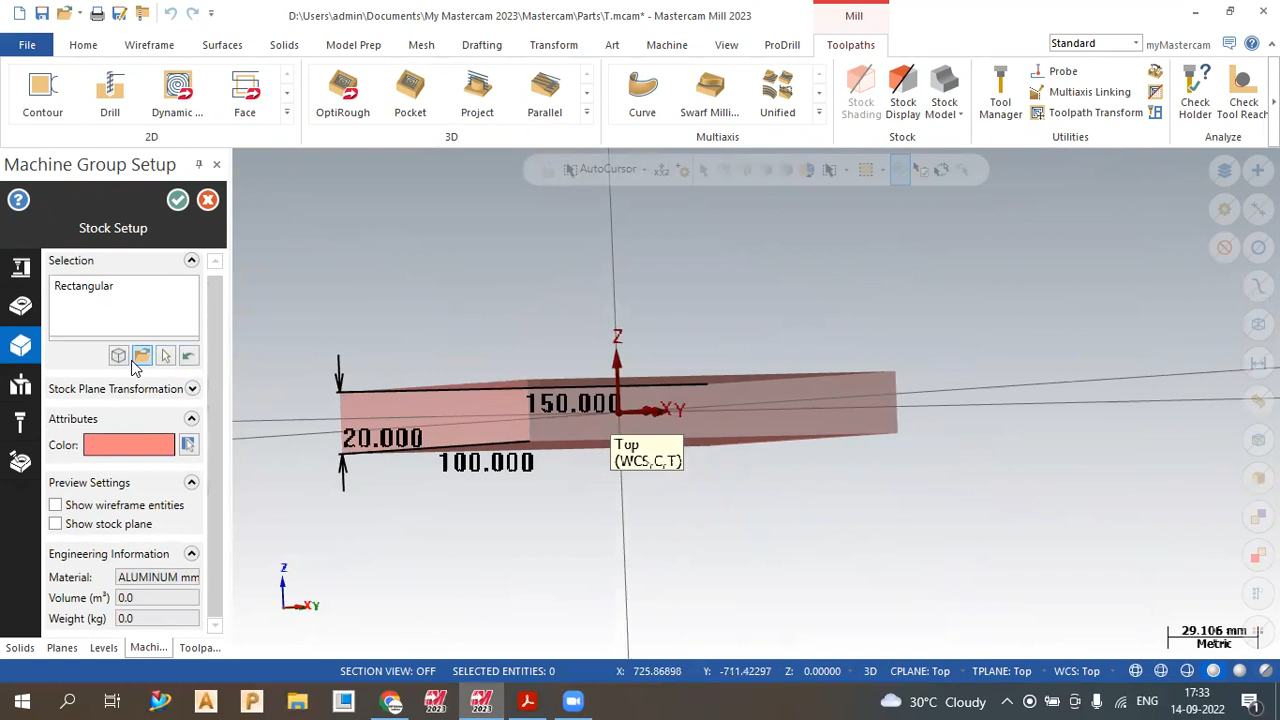 D:\Users\admin\Documents\My Mastercam 2023\Mastercam\Parts\T.mcam* - Mastercam Mill 2023
Mill
File Home Wireframe Surfaces Solids Model Prep Mesh Drafting Transform Art Machine View ProDrill Toolpaths
Standard
myMastercam
Contour Drill Dynamic ... Face
2D
OptiRough Pocket Project Parallel
3D
Curve Swarf Milli... Unified
Multiaxis
Stock Shading
Stock Display
Stock Model
Stock
Tool Manager
Probe
Multiaxis Linking
Toolpath Transform
Utilities
Check Holder
Check Tool Reach
Analyze
Machine Group Setup
Stock Setup
Selection
Rectangular
Stock Plane Transformation
Attributes
Color:
Preview Settings
Show wireframe entities
Show stock plane
Engineering Information
Material: ALUMINUM mm
Volume (m³) 0.0
Weight (kg) 0.0
Solids Planes Levels Machi... Toolpa...
AutoCursor
Z
150.000
XY
20.000
100.000
Top
(WCS,C,T)
Z
XY
29.106 mm
Metric
SECTION VIEW: OFF SELECTED ENTITIES: 0 X: 725.86898 Y: -711.42297 Z: 0.00000 3D CPLANE: Top TPLANE: Top WCS: Top
2023 2023
30°C Cloudy
ENG
17:33
14-09-2022
1